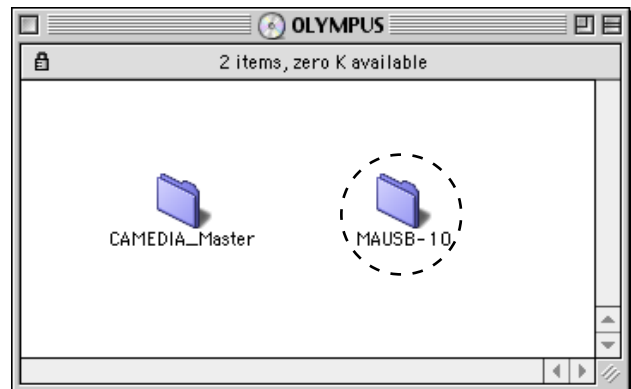 OLYMPUS
2 items, zero K available
CAMEDIA_Master
MAUSB-10